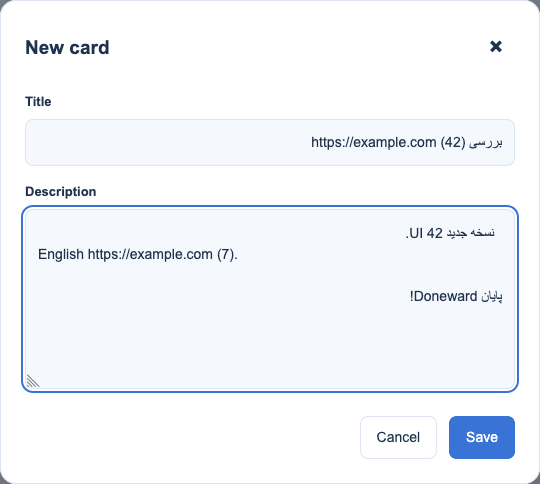 New card
×
Title
بررسی (42) https://example.com
Description
نسخه جدید UI 42.
English https://example.com (7).
پایان Doneward!
Cancel
Save